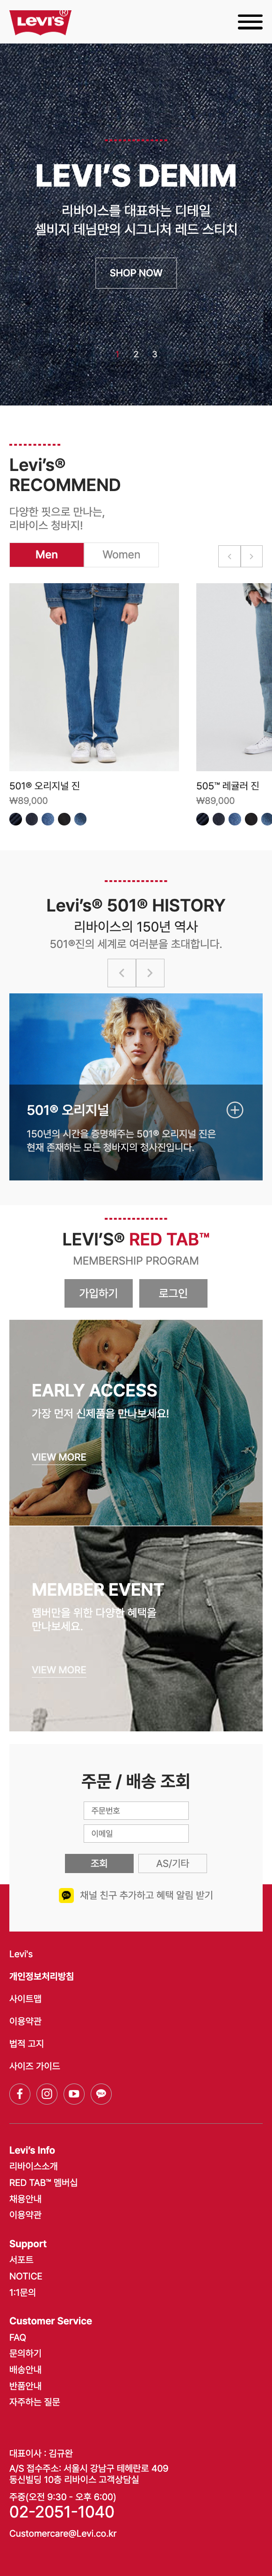 LEVI'S®
LEVI'S DENIM
리바이스를 대표하는 디테일
셀비지 데님만의 시그니처 레드 스티치
SHOP NOW
1 2 3
Levi's®
RECOMMEND
다양한 핏으로 만나는,
리바이스 청바지!
Men Women
501® 오리지널 진
₩89,000
505™ 레귤러 진
₩89,000
Levi's® 501® HISTORY
리바이스의 150년 역사
501®진의 세계로 여러분을 초대합니다.
501® 오리지널
150년의 시간을 증명해주는 501® 오리지널 진은
현재 존재하는 모든 청바지의 청사진입니다.
LEVI'S® RED TAB™
MEMBERSHIP PROGRAM
가입하기 로그인
EARLY ACCESS
가장 먼저 신제품을 만나보세요!
VIEW MORE
MEMBER EVENT
멤버만을 위한 다양한 혜택을
만나보세요.
VIEW MORE
주문 / 배송 조회
주문번호
이메일
조회 AS/기타
채널 친구 추가하고 혜택 알림 받기
Levi's
개인정보처리방침
사이트맵
이용약관
법적 고지
사이즈 가이드
Levi's Info
리바이스소개
RED TAB™ 멤버십
채용안내
이용약관
Support
서포트
NOTICE
1:1문의
Customer Service
FAQ
문의하기
배송안내
반품안내
자주하는 질문
대표이사 : 김규완
A/S 접수주소: 서울시 강남구 테헤란로 409
동신빌딩 10층 리바이스 고객상담실
주중(오전 9:30 - 오후 6:00)
02-2051-1040
Customercare@Levi.co.kr